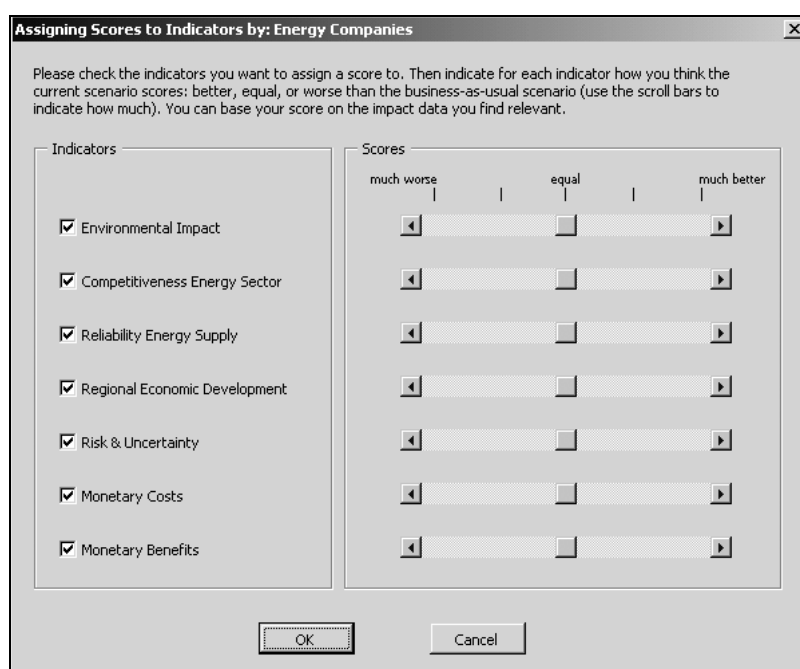 Assigning Scores to Indicators by: Energy Companies
Please check the indicators you want to assign a score to. Then indicate for each indicator how you think the
current scenario scores: better, equal, or worse than the business-as-usual scenario (use the scroll bars to
indicate how much). You can base your score on the impact data you find relevant.
Indicators
Scores
much worse equal much better
Environmental Impact
Competitiveness Energy Sector
Reliability Energy Supply
Regional Economic Development
Risk & Uncertainty
Monetary Costs
Monetary Benefits
OK Cancel